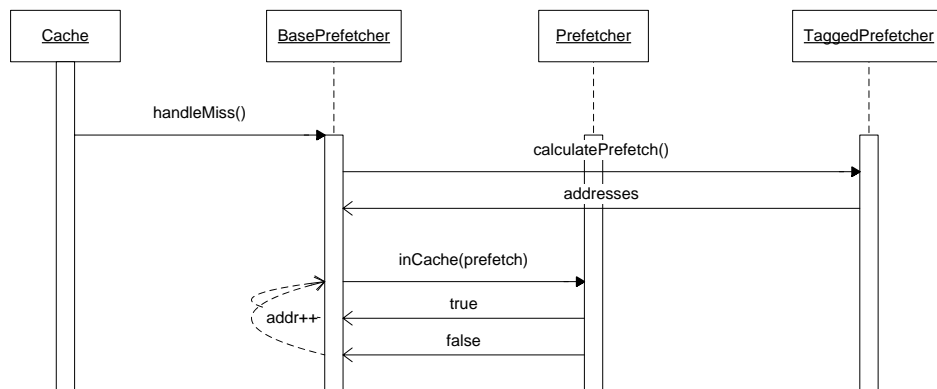 Cache
BasePrefetcher
Prefetcher
TaggedPrefetcher
handleMiss()
calculatePrefetch()
addresses
inCache(prefetch)
true
addr++
false